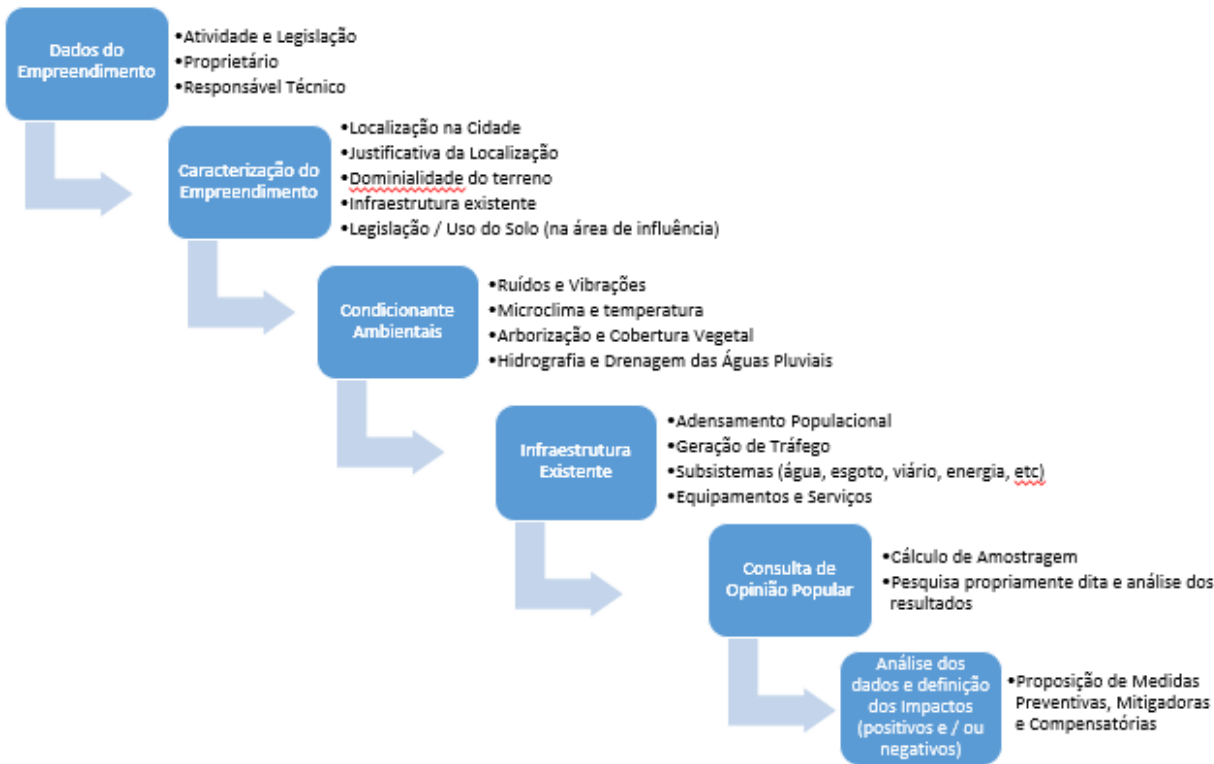 Dados do
Empreendimento
•Atividade e Legislação
•Proprietário
•Responsável Técnico
Caracterização do
Empreendimento
•Localização na Cidade
•Justificativa da Localização
•Dominialidade do terreno
•Infraestrutura existente
•Legislação / Uso do Solo (na área de influência)
Condicionante
Ambientais
•Ruídos e Vibrações
•Microclima e temperatura
•Arborização e Cobertura Vegetal
•Hidrografia e Drenagem das Águas Pluviais
Infraestrutura
Existente
•Adensamento Populacional
•Geração de Tráfego
•Subsistemas (água, esgoto, viário, energia, etc)
•Equipamentos e Serviços
Consulta de
Opinião Popular
•Cálculo de Amostragem
•Pesquisa propriamente dita e análise dos
resultados
Análise dos
dados e definição
dos Impactos
(positivos e / ou
negativos)
•Proposição de Medidas
Preventivas, Mitigadoras
e Compensatórias